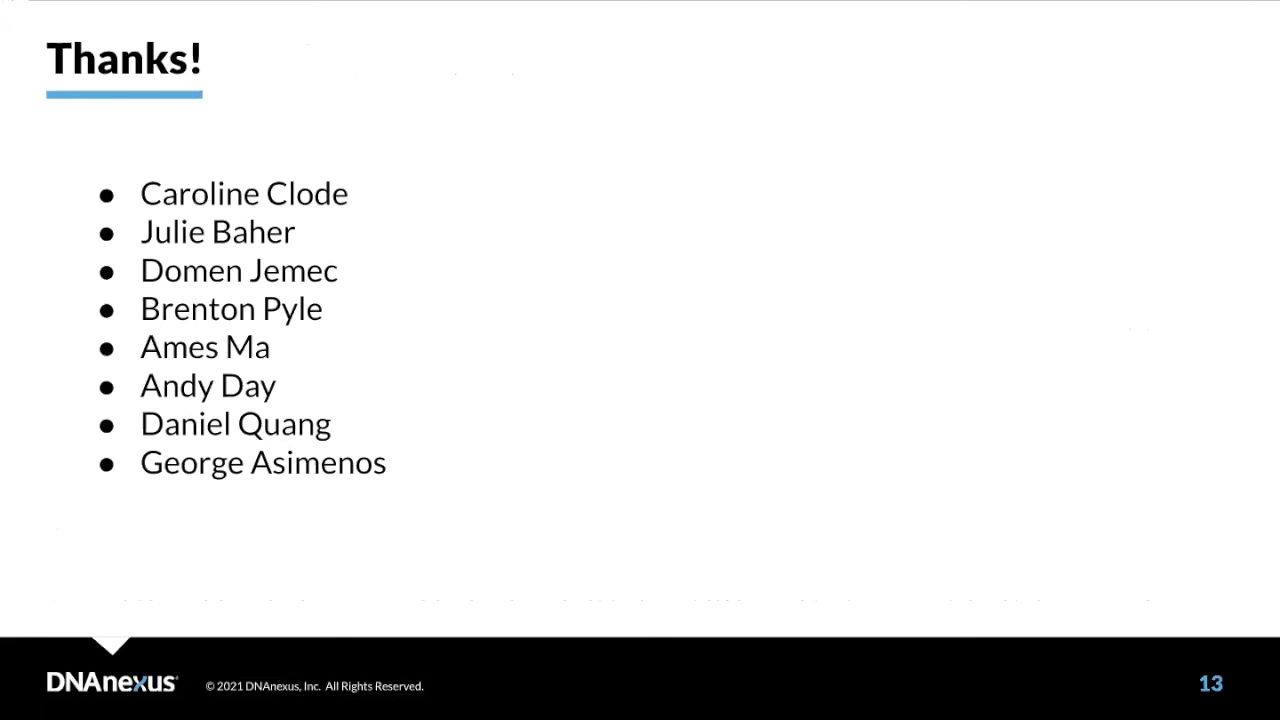 Thanks!
● Caroline Clode
● Julie Baher
● Domen Jemec
● Brenton Pyle
● Ames Ma
● Andy Day
● Daniel Quang
● George Asimenos
DNAnexus © 2021 DNAnexus, Inc. All Rights Reserved. 13